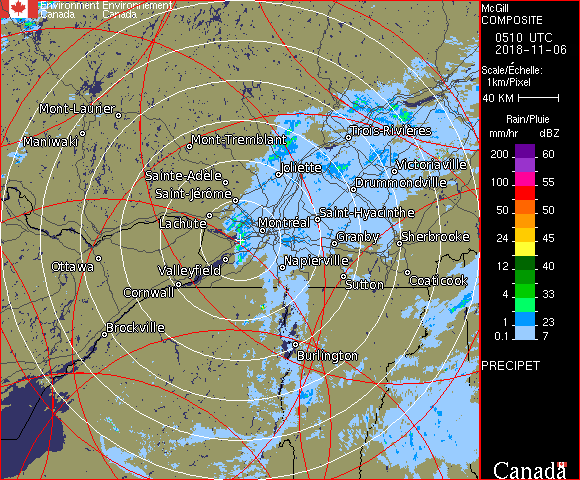 Environment Environnement
Canada Canada
McGill
COMPOSITE
0510 UTC
2018-11-06
Scale/Échelle:
1km/Pixel
40 KM
Rain/Pluie
mm/hr dBZ
200 60
100 55
50 50
24 45
12 40
4 33
1 23
0.1 7
PRECIPET
Canada
Mont-Laurier
Maniwaki
Mont-Tremblant
Trois-Rivières
Sainte-Adèle
Joliette
Victoriaville
Saint-Jérôme
Drummondville
Lachute
Saint-Hyacinthe
Montréal
Granby
Sherbrooke
Ottawa
Valleyfield
Napierville
Cornwall
Sutton
Coaticook
Brockville
Burlington